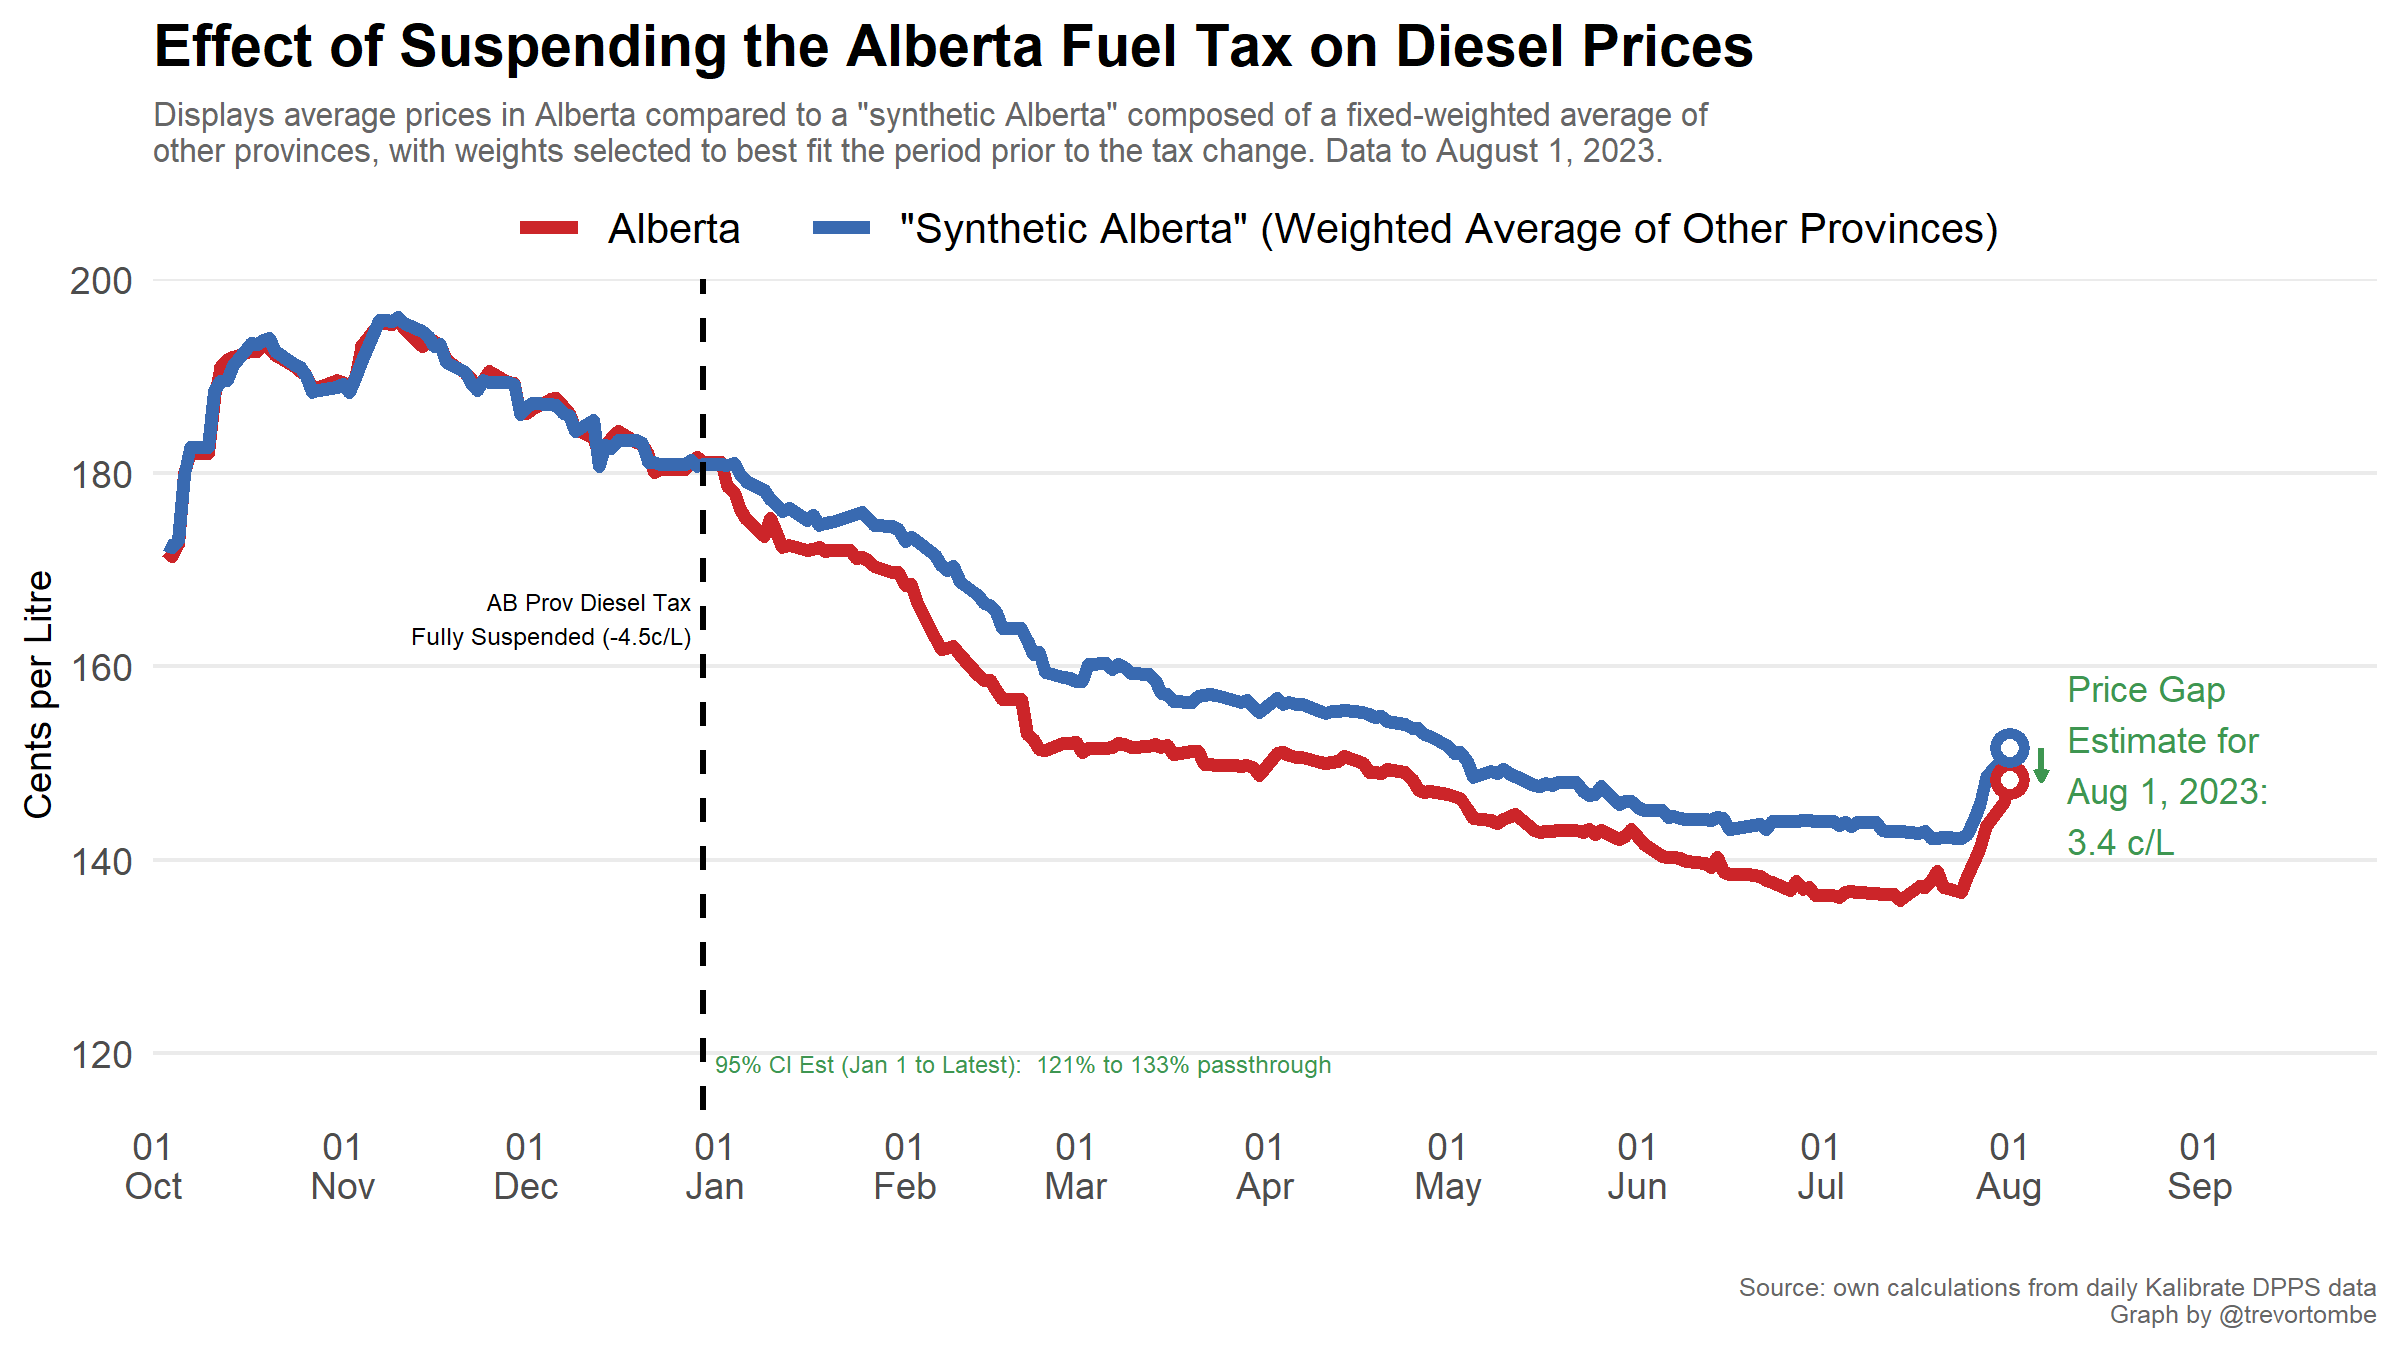 Effect of Suspending the Alberta Fuel Tax on Diesel Prices
Displays average prices in Alberta compared to a "synthetic Alberta" composed of a fixed-weighted average of
other provinces, with weights selected to best fit the period prior to the tax change. Data to August 1, 2023.
Alberta
"Synthetic Alberta" (Weighted Average of Other Provinces)
Cents per Litre
200
180
160
140
120
AB Prov Diesel Tax
Fully Suspended (-4.5c/L)
Price Gap
Estimate for
Aug 1, 2023:
3.4 c/L
95% CI Est (Jan 1 to Latest):  121% to 133% passthrough
01 01 01 01 01 01 01 01 01 01 01 01
Oct Nov Dec Jan Feb Mar Apr May Jun Jul Aug Sep
Source: own calculations from daily Kalibrate DPPS data
Graph by @trevortombe